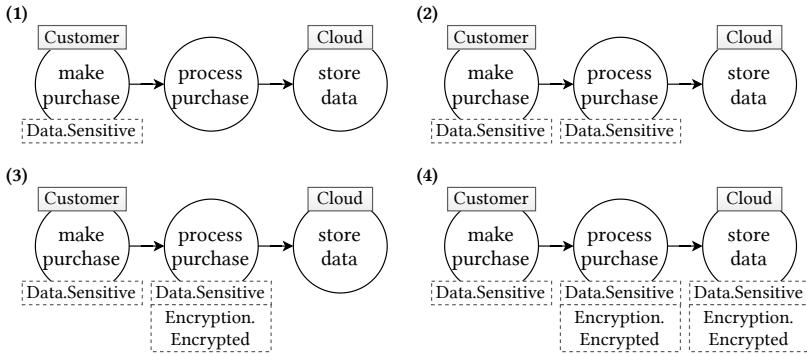 (1)
Customer
make
purchase
Data.Sensitive
process
purchase
Cloud
store
data
(2)
Customer
make
purchase
Data.Sensitive
process
purchase
Data.Sensitive
Cloud
store
data
(3)
Customer
make
purchase
Data.Sensitive
process
purchase
Data.Sensitive
Encryption.
Encrypted
Cloud
store
data
(4)
Customer
make
purchase
Data.Sensitive
process
purchase
Data.Sensitive
Encryption.
Encrypted
Cloud
store
data
Data.Sensitive
Encryption.
Encrypted